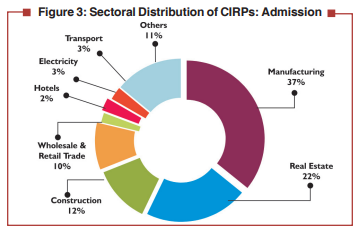 Figure 3: Sectoral Distribution of CIRPs: Admission
Others
11%
Transport
3%
Electricity
3%
Hotels
2%
Wholesale &
Retail Trade
10%
Construction
12%
Manufacturing
37%
Real Estate
22%